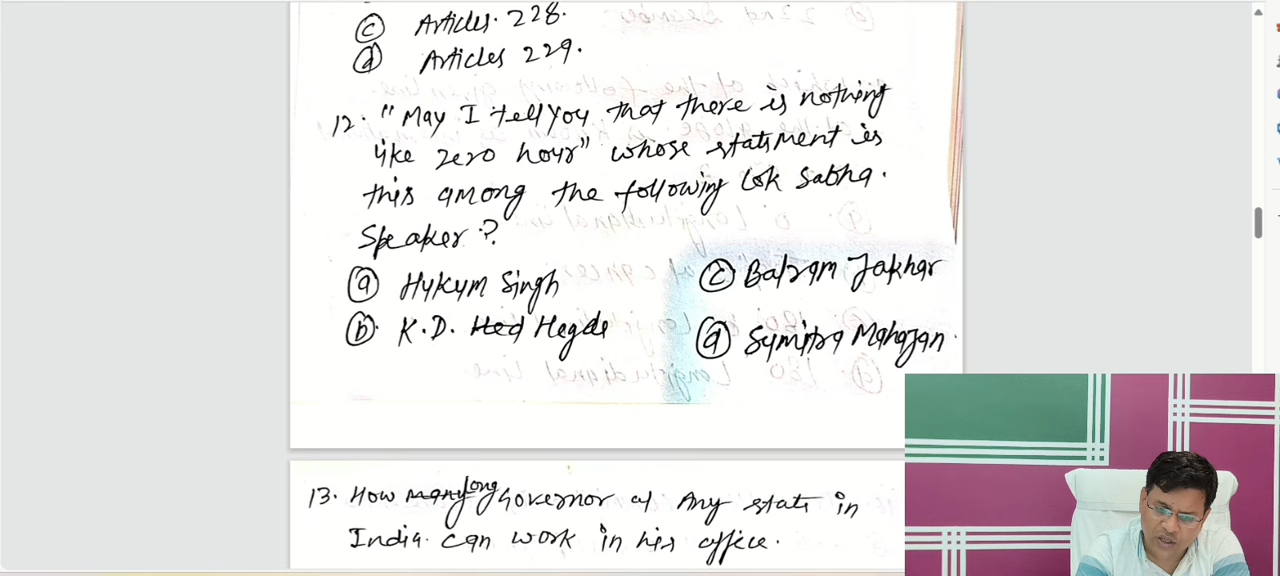 ⓒ Articles. 228.
ⓓ Articles 229.
12. "May I tell you that there is nothing
like zero hour" whose statement is
this among the following Lok Sabha.
Speaker.?
ⓐ Hukum Singh
ⓑ. K.D. Hed Hegde
ⓒ Balram Jakhar
ⓓ Sumitra Mahajan.
13. How many long Governor of Any state in
India. can work in his office.